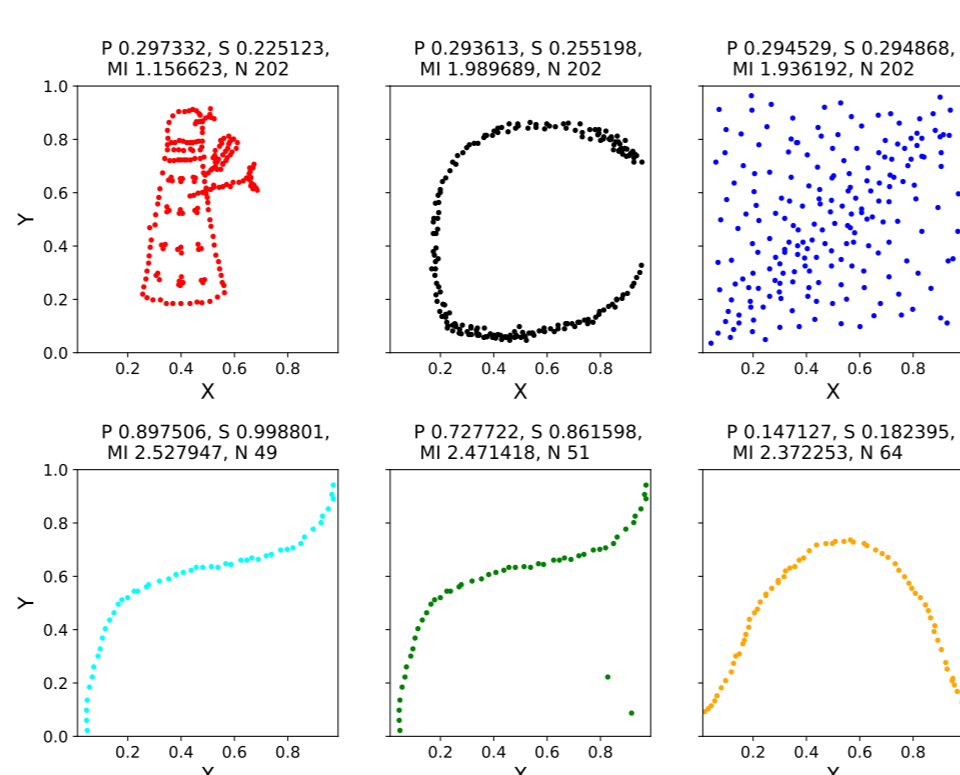 P 0.297332, S 0.225123,
MI 1.156623, N 202
P 0.293613, S 0.255198,
MI 1.989689, N 202
P 0.294529, S 0.294868,
MI 1.936192, N 202
1.0
0.8
0.6
0.4
0.2
0.0
Y
0.2 0.4 0.6 0.8
X
0.2 0.4 0.6 0.8
X
0.2 0.4 0.6 0.8
X
P 0.897506, S 0.998801,
MI 2.527947, N 49
P 0.727722, S 0.861598,
MI 2.471418, N 51
P 0.147127, S 0.182395,
MI 2.372253, N 64
1.0
0.8
0.6
0.4
0.2
0.0
Y
0.2 0.4 0.6 0.8
X
0.2 0.4 0.6 0.8
X
0.2 0.4 0.6 0.8
X